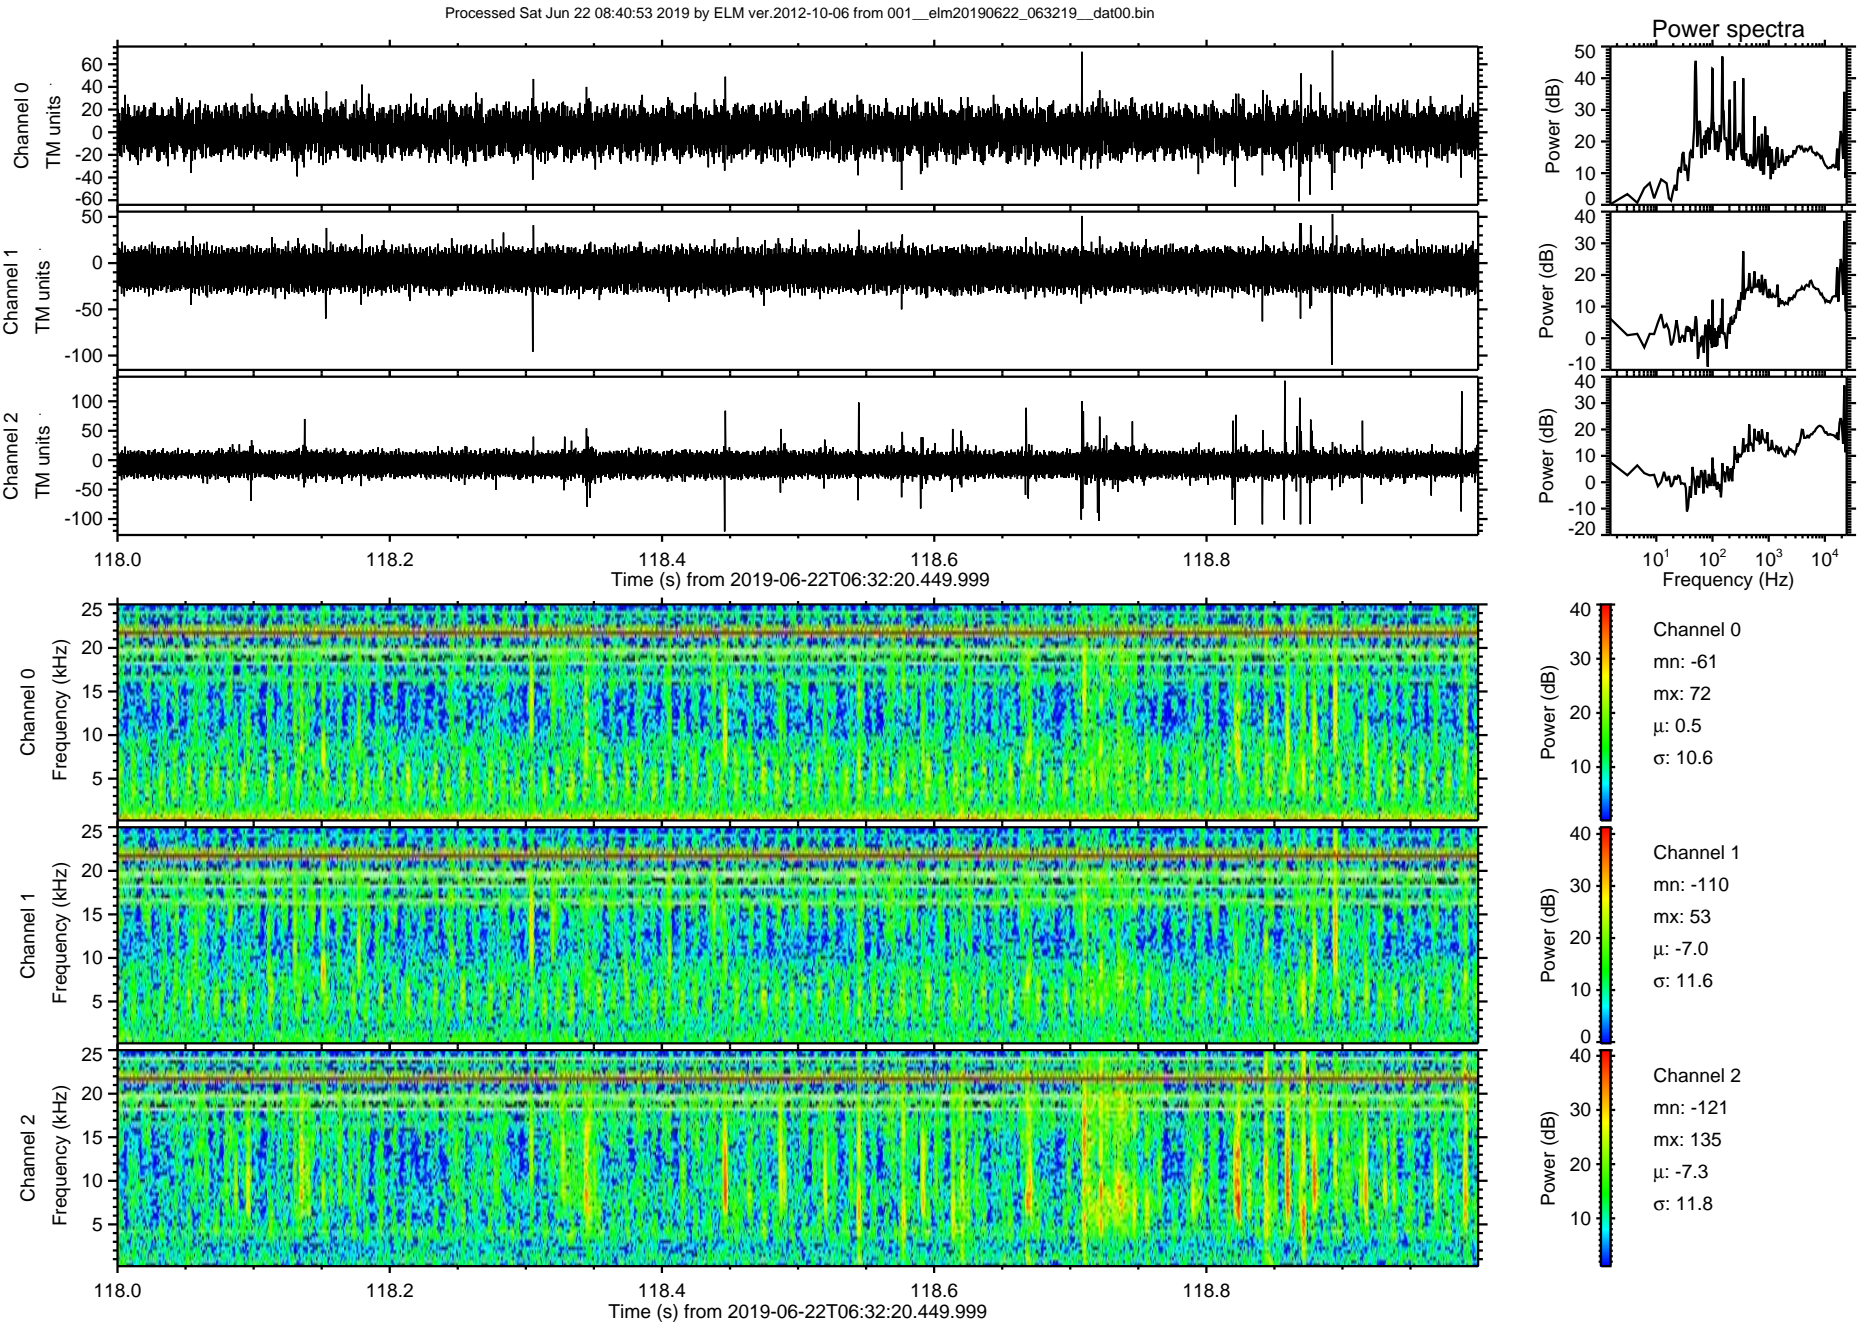 Processed Sat Jun 22 08:40:53 2019 by ELM ver.2012-10-06 from 001__elm20190622_063219__dat00.bin
Power spectra
Channel 0
TM units
60
40
20
0
-20
-40
-60
Power (dB)
50
40
30
20
10
0
Channel 1
TM units
50
0
-50
-100
Power (dB)
40
30
20
10
0
-10
Channel 2
TM units
100
50
0
-50
-100
Power (dB)
40
30
20
10
0
-10
-20
118.0 118.2 118.4 118.6 118.8
Time (s) from 2019-06-22T06:32:20.449.999
10^1 10^2 10^3 10^4
Frequency (Hz)
Channel 0
Frequency (kHz)
25
20
15
10
5
Power (dB)
40
30
20
10
Channel 0
mn: -61
mx: 72
μ: 0.5
σ: 10.6
Channel 1
Frequency (kHz)
25
20
15
10
5
Power (dB)
40
30
20
10
0
Channel 1
mn: -110
mx: 53
μ: -7.0
σ: 11.6
Channel 2
Frequency (kHz)
25
20
15
10
5
Power (dB)
40
30
20
10
Channel 2
mn: -121
mx: 135
μ: -7.3
σ: 11.8
118.0 118.2 118.4 118.6 118.8
Time (s) from 2019-06-22T06:32:20.449.999